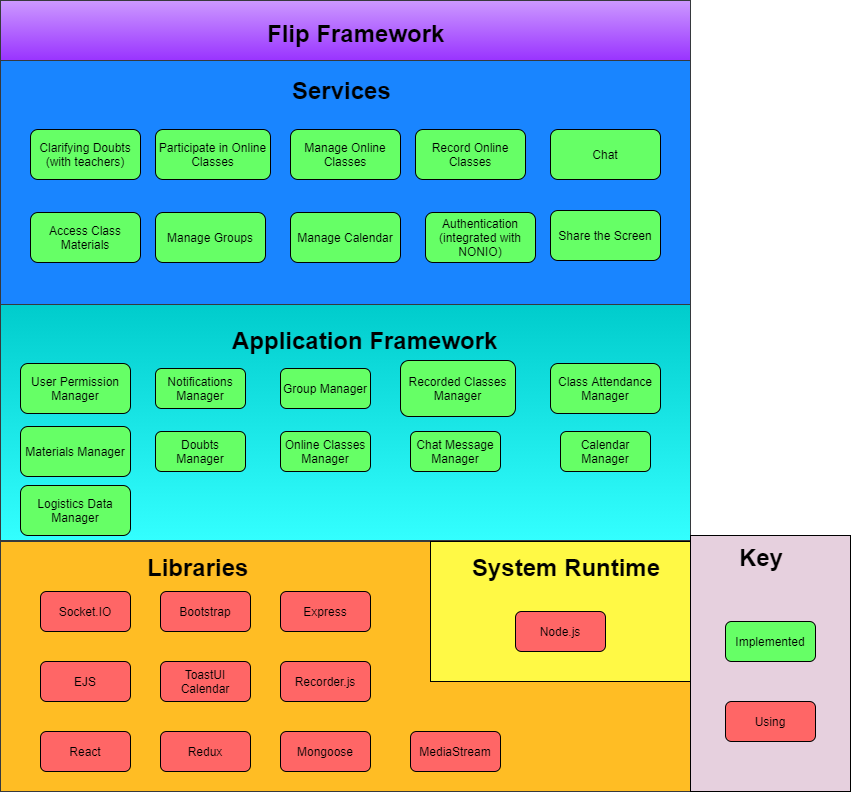 Flip Framework
Services
Clarifying Doubts
(with teachers)
Participate in Online
Classes
Manage Online
Classes
Record Online
Classes
Chat
Access Class
Materials
Manage Groups
Manage Calendar
Authentication
(integrated with
NONIO)
Share the Screen
Application Framework
User Permission
Manager
Notifications
Manager
Group Manager
Recorded Classes
Manager
Class Attendance
Manager
Materials Manager
Doubts
Manager
Online Classes
Manager
Chat Message
Manager
Calendar
Manager
Logistics Data
Manager
Libraries
Socket.IO
Bootstrap
Express
EJS
ToastUI
Calendar
Recorder.js
React
Redux
Mongoose
MediaStream
System Runtime
Node.js
Key
Implemented
Using